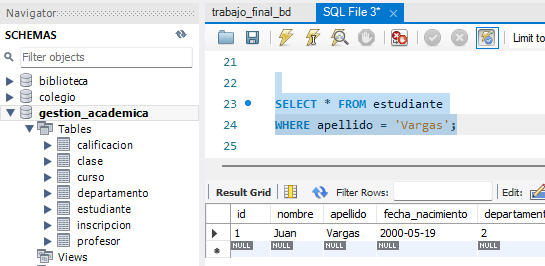 Navigator
SCHEMAS
Filter objects
biblioteca
colegio
gestion_academica
Tables
calificacion
clase
curso
departamento
estudiante
inscripcion
profesor
Views
trabajo_final_bd
SQL File 3*
Limit to
21
22
23 SELECT * FROM estudiante
24 WHERE apellido = 'Vargas';
25
Result Grid Filter Rows: Edit:
id nombre apellido fecha_nacimiento departament
1 Juan Vargas 2000-05-19 2
NULL NULL NULL NULL NULL